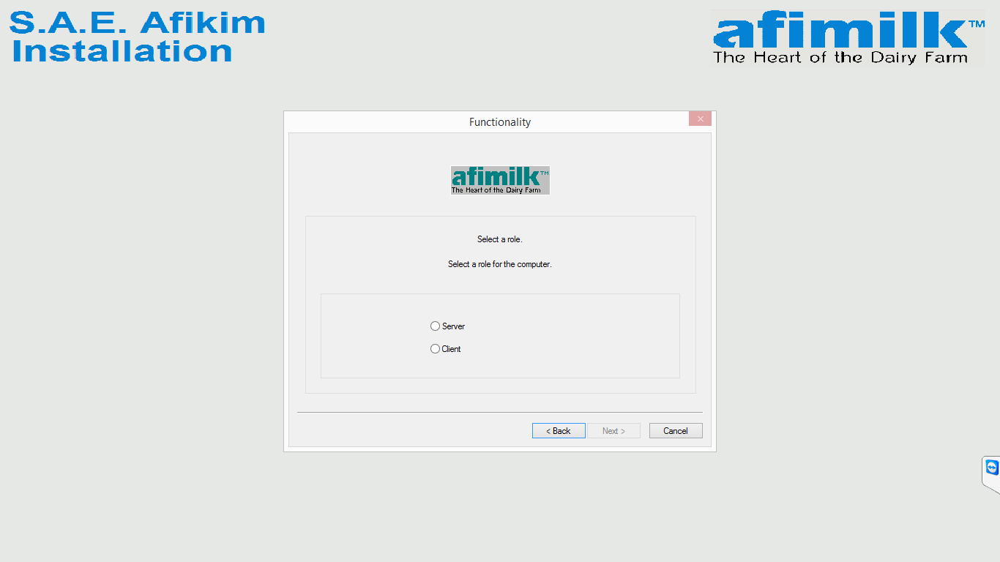 S.A.E. Afikim
Installation
afimilk™
The Heart of the Dairy Farm
Functionality
afimilk™
The Heart of the Dairy Farm
Select a role.
Select a role for the computer.
Server
Client
< Back
Next >
Cancel